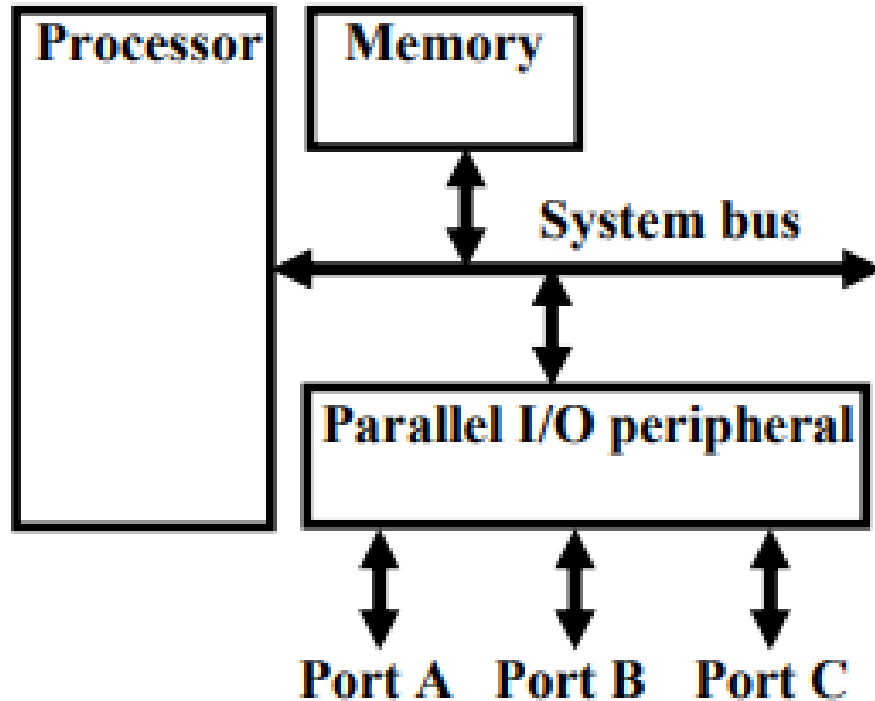 Processor
Memory
System bus
Parallel I/O peripheral
Port A
Port B
Port C